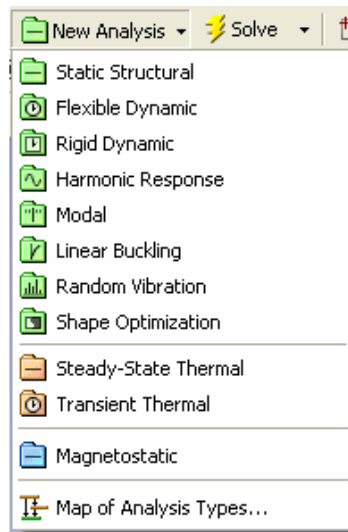 New Analysis Solve
Static Structural
Flexible Dynamic
Rigid Dynamic
Harmonic Response
Modal
Linear Buckling
Random Vibration
Shape Optimization
Steady-State Thermal
Transient Thermal
Magnetostatic
Map of Analysis Types...